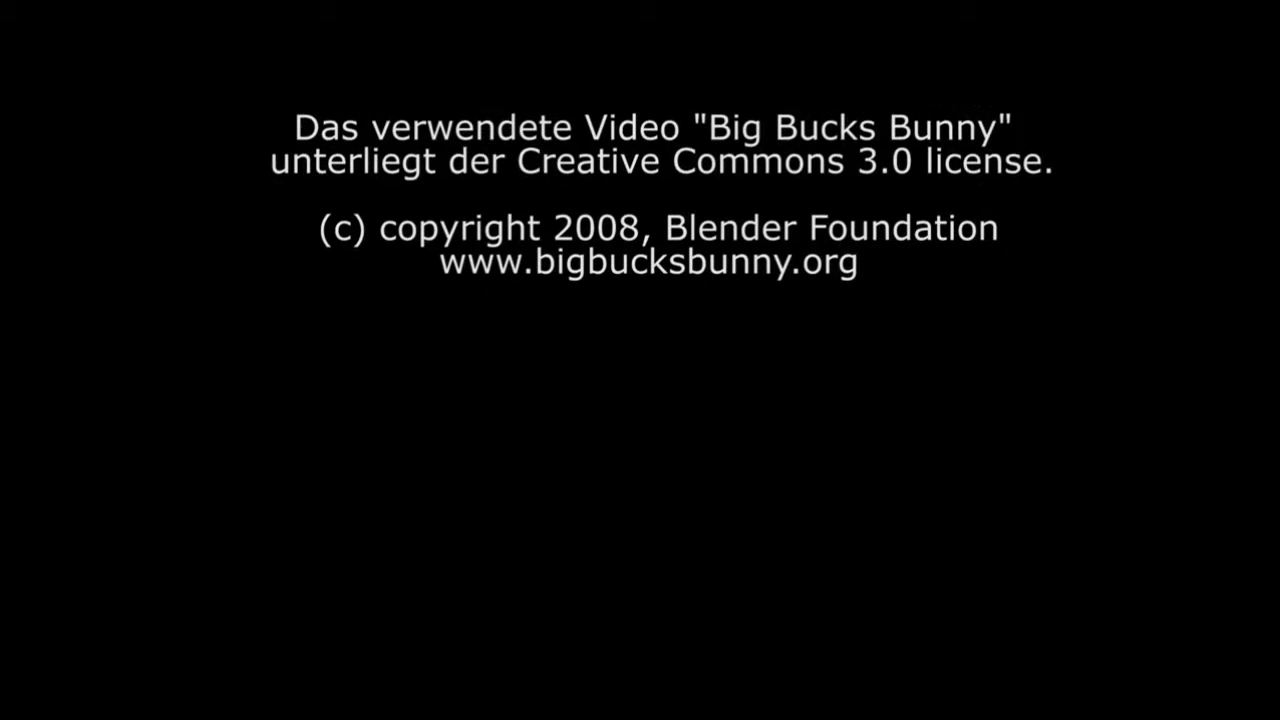 Das verwendete Video "Big Bucks Bunny"
unterliegt der Creative Commons 3.0 license.
(c) copyright 2008, Blender Foundation
www.bigbucksbunny.org